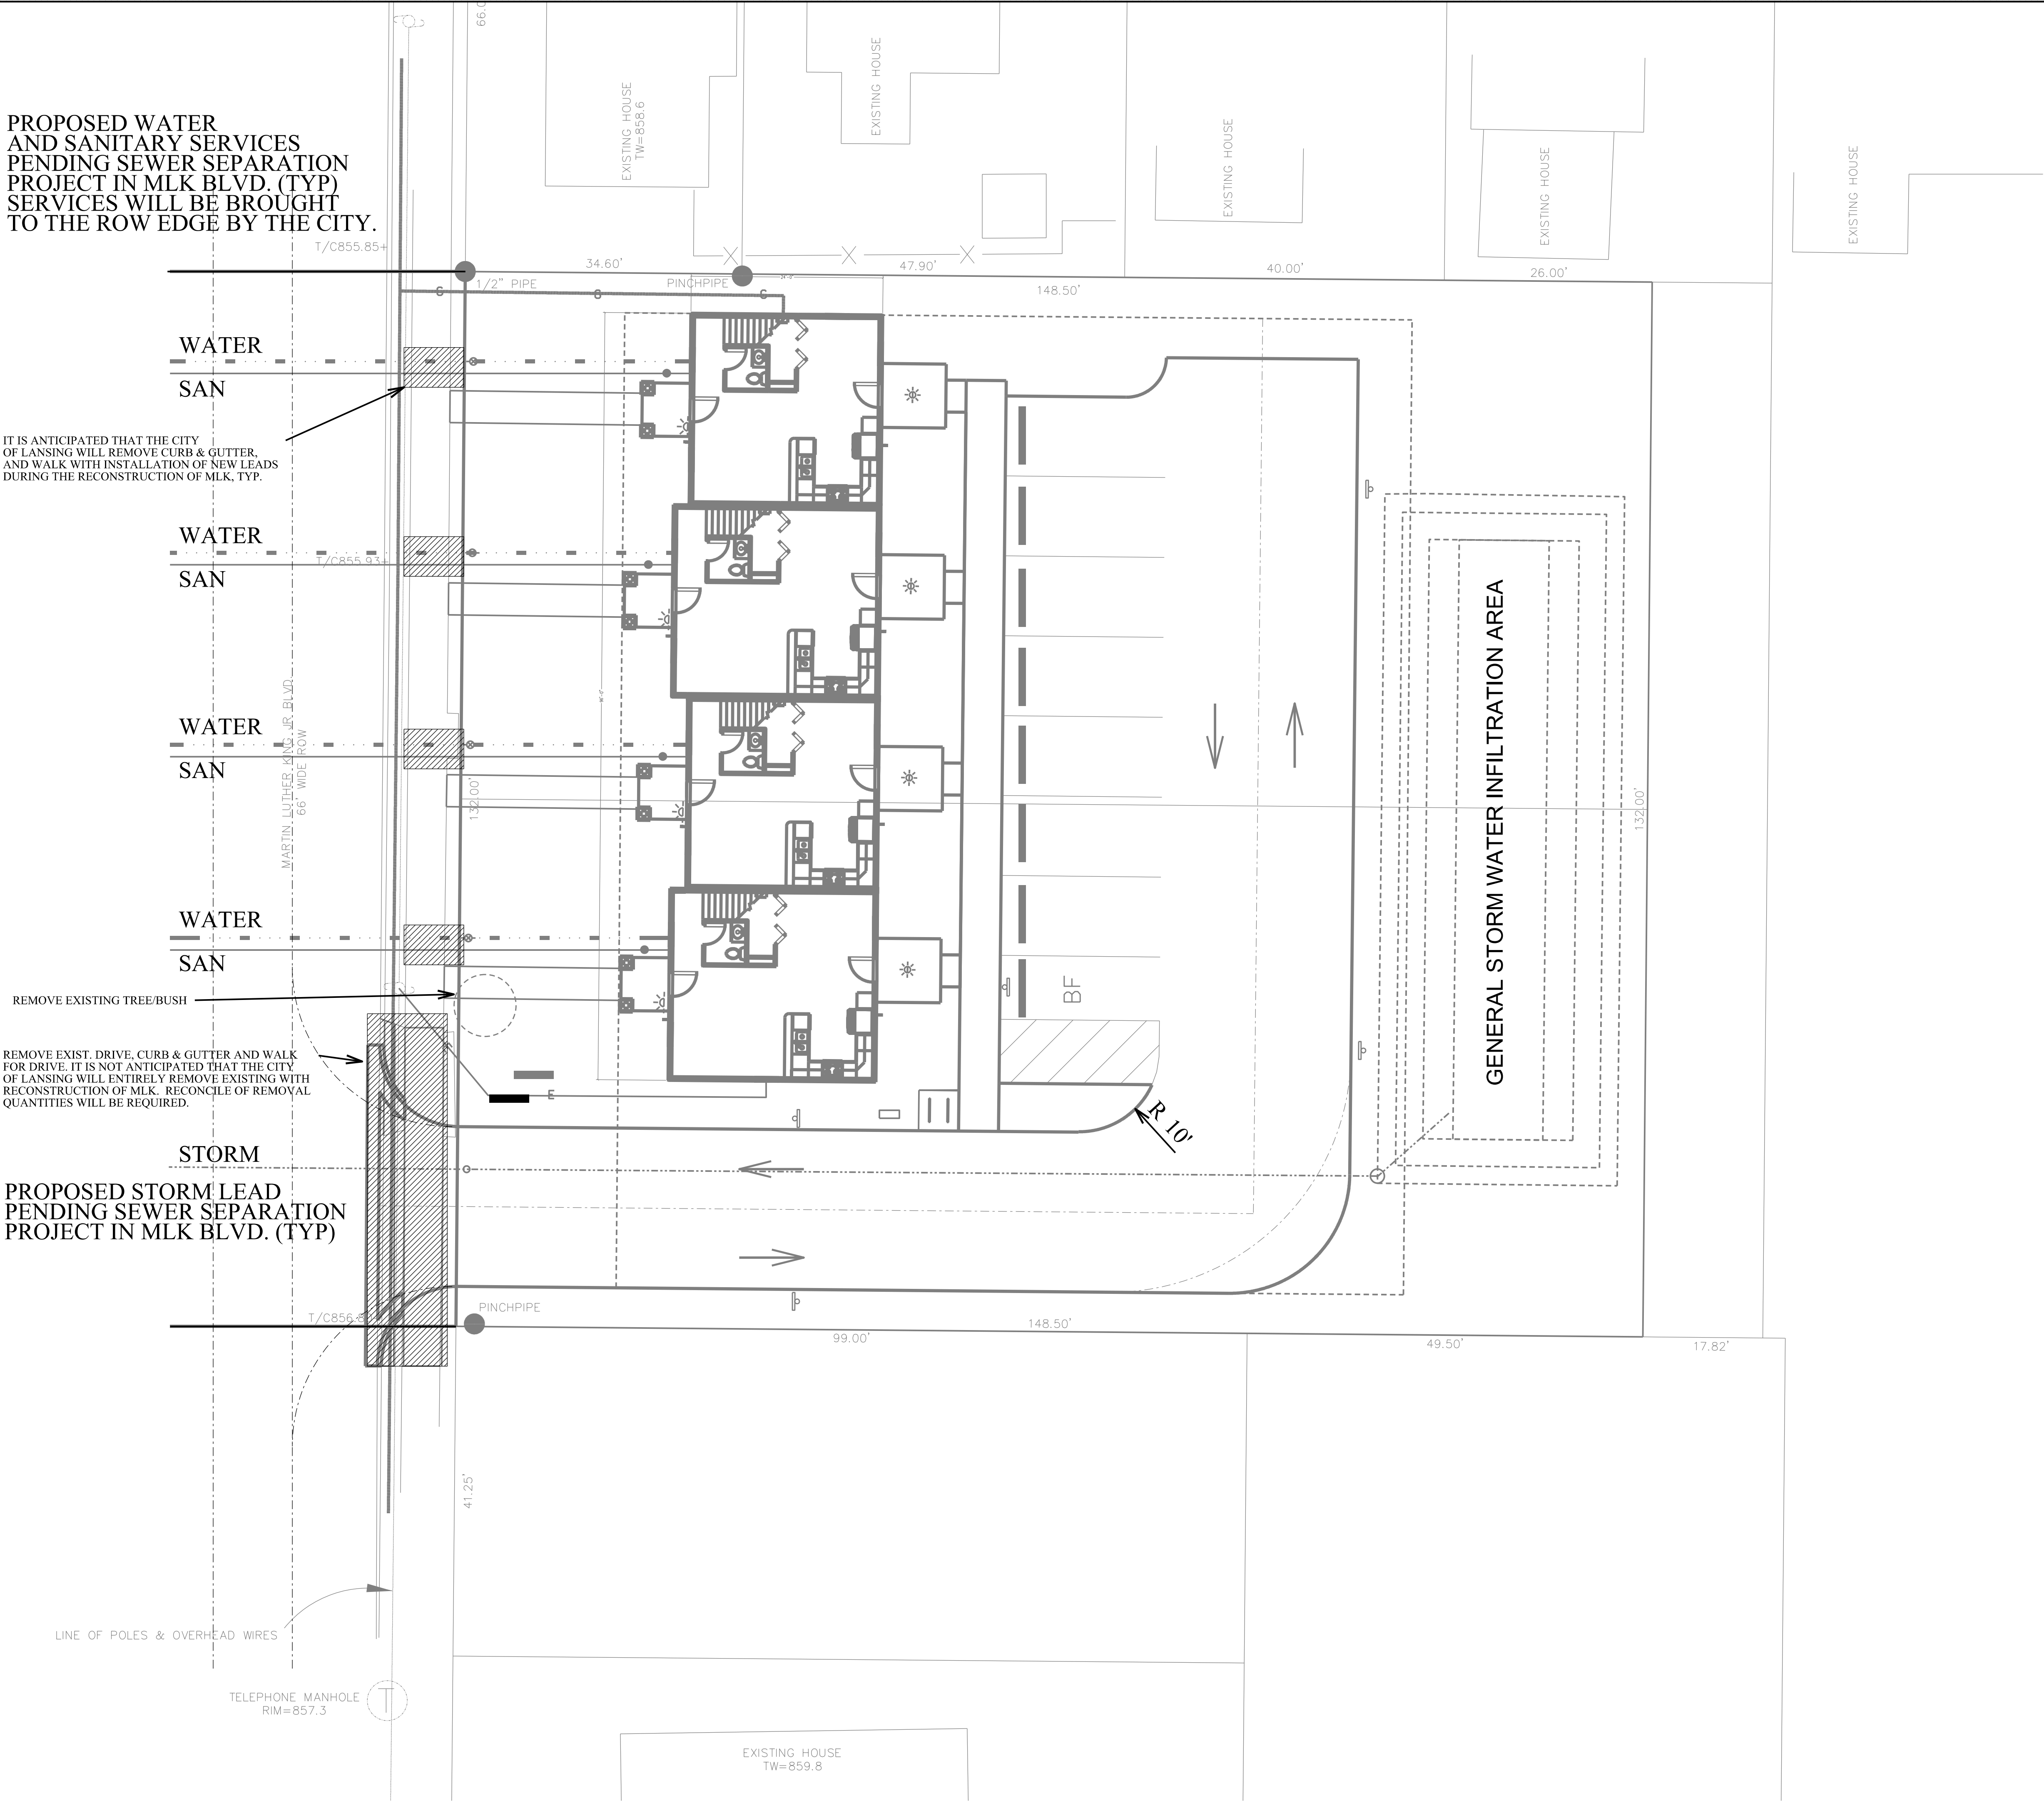 66.0
EXISTING HOUSE
TW=858.6
EXISTING HOUSE
EXISTING HOUSE
EXISTING HOUSE
EXISTING HOUSE
PROPOSED WATER
AND SANITARY SERVICES
PENDING SEWER SEPARATION
PROJECT IN MLK BLVD. (TYP)
SERVICES WILL BE BROUGHT
TO THE ROW EDGE BY THE CITY.
T/C855.85+
34.60'
47.90'
40.00'
26.00'
1/2" PIPE
PINCHPIPE
148.50'
G
G
G
WATER
SAN
IT IS ANTICIPATED THAT THE CITY
OF LANSING WILL REMOVE CURB & GUTTER,
AND WALK WITH INSTALLATION OF NEW LEADS
DURING THE RECONSTRUCTION OF MLK, TYP.
WATER
T/C855.93+
SAN
MARTIN LUTHER KING JR BLVD
66' WIDE ROW
WATER
SAN
132.00'
132.00'
GENERAL STORM WATER INFILTRATION AREA
WATER
SAN
BF
REMOVE EXISTING TREE/BUSH
REMOVE EXIST. DRIVE, CURB & GUTTER AND WALK
FOR DRIVE. IT IS NOT ANTICIPATED THAT THE CITY
OF LANSING WILL ENTIRELY REMOVE EXISTING WITH
RECONSTRUCTION OF MLK. RECONCILE OF REMOVAL
QUANTITIES WILL BE REQUIRED.
E
R 10'
STORM
PROPOSED STORM LEAD
PENDING SEWER SEPARATION
PROJECT IN MLK BLVD. (TYP)
PINCHPIPE
148.50'
99.00'
49.50'
17.82'
41.25'
LINE OF POLES & OVERHEAD WIRES
TELEPHONE MANHOLE
RIM=857.3
T
EXISTING HOUSE
TW=859.8